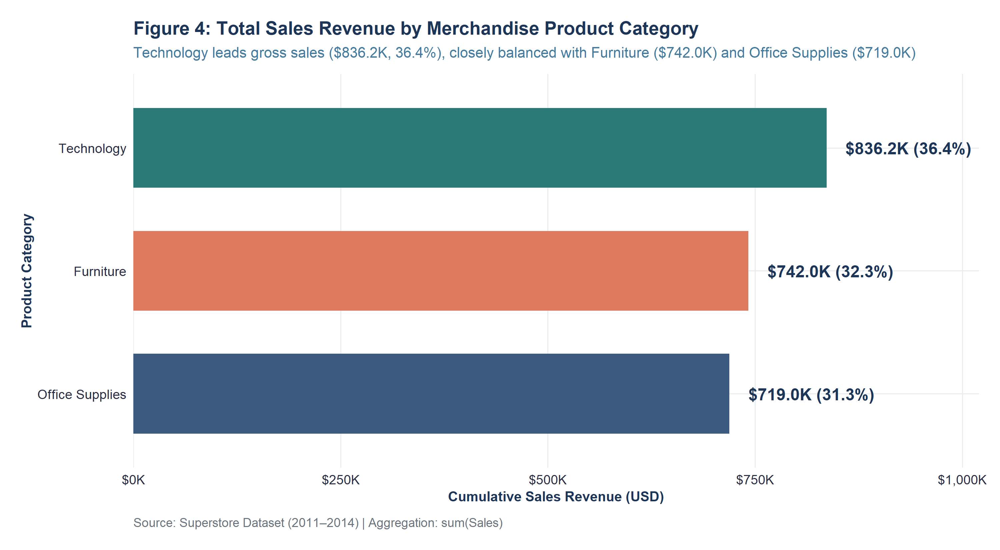 Figure 4: Total Sales Revenue by Merchandise Product Category
Technology leads gross sales ($836.2K, 36.4%), closely balanced with Furniture ($742.0K) and Office Supplies ($719.0K)
Product Category
Technology
$836.2K (36.4%)
Furniture
$742.0K (32.3%)
Office Supplies
$719.0K (31.3%)
$0K $250K $500K $750K $1,000K
Cumulative Sales Revenue (USD)
Source: Superstore Dataset (2011–2014) | Aggregation: sum(Sales)